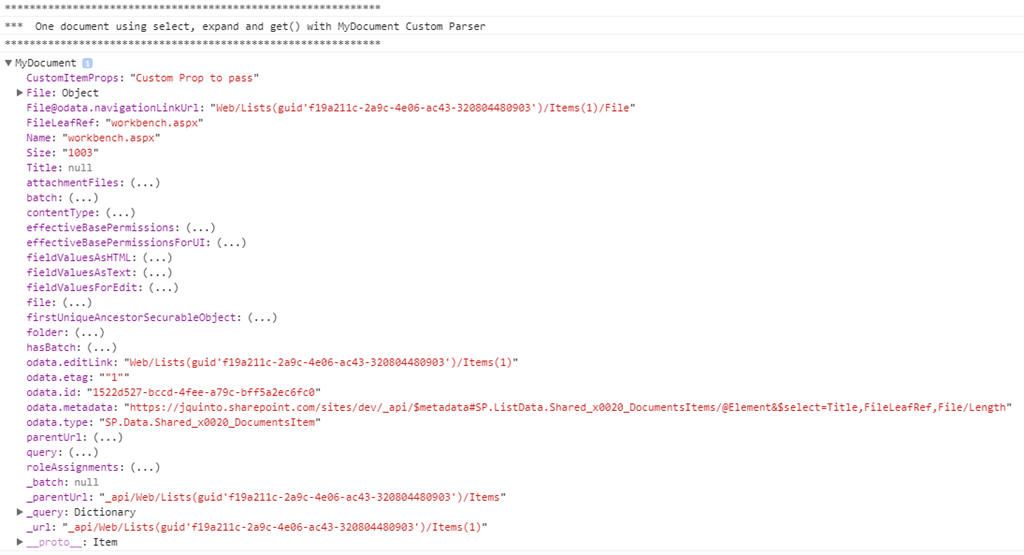 ************************************************************
*** One document using select, expand and get() with MyDocument Custom Parser
************************************************************
▼MyDocument i
CustomItemProps: "Custom Prop to pass"
▶File: Object
File@odata.navigationLinkUrl: "Web/Lists(guid'f19a211c-2a9c-4e06-ac43-320804480903')/Items(1)/File"
FileLeafRef: "workbench.aspx"
Name: "workbench.aspx"
Size: "1003"
Title: null
attachmentFiles: (...)
batch: (...)
contentType: (...)
effectiveBasePermissions: (...)
effectiveBasePermissionsForUI: (...)
fieldValuesAsHTML: (...)
fieldValuesAsText: (...)
fieldValuesForEdit: (...)
file: (...)
firstUniqueAncestorSecurableObject: (...)
folder: (...)
hasBatch: (...)
odata.editLink: "Web/Lists(guid'f19a211c-2a9c-4e06-ac43-320804480903')/Items(1)"
odata.etag: ""1""
odata.id: "1522d527-bccd-4fee-a79c-bff5a2ec6fc0"
odata.metadata: "https://jquinto.sharepoint.com/sites/dev/_api/$metadata#SP.ListData.Shared_x0020_DocumentsItems/@Element&$select=Title,FileLeafRef,File/Length"
odata.type: "SP.Data.Shared_x0020_DocumentsItem"
parentUrl: (...)
query: (...)
roleAssignments: (...)
_batch: null
_parentUrl: "_api/Web/Lists(guid'f19a211c-2a9c-4e06-ac43-320804480903')/Items"
▶_query: Dictionary
_url: "_api/Web/Lists(guid'f19a211c-2a9c-4e06-ac43-320804480903')/Items(1)"
▶__proto__: Item